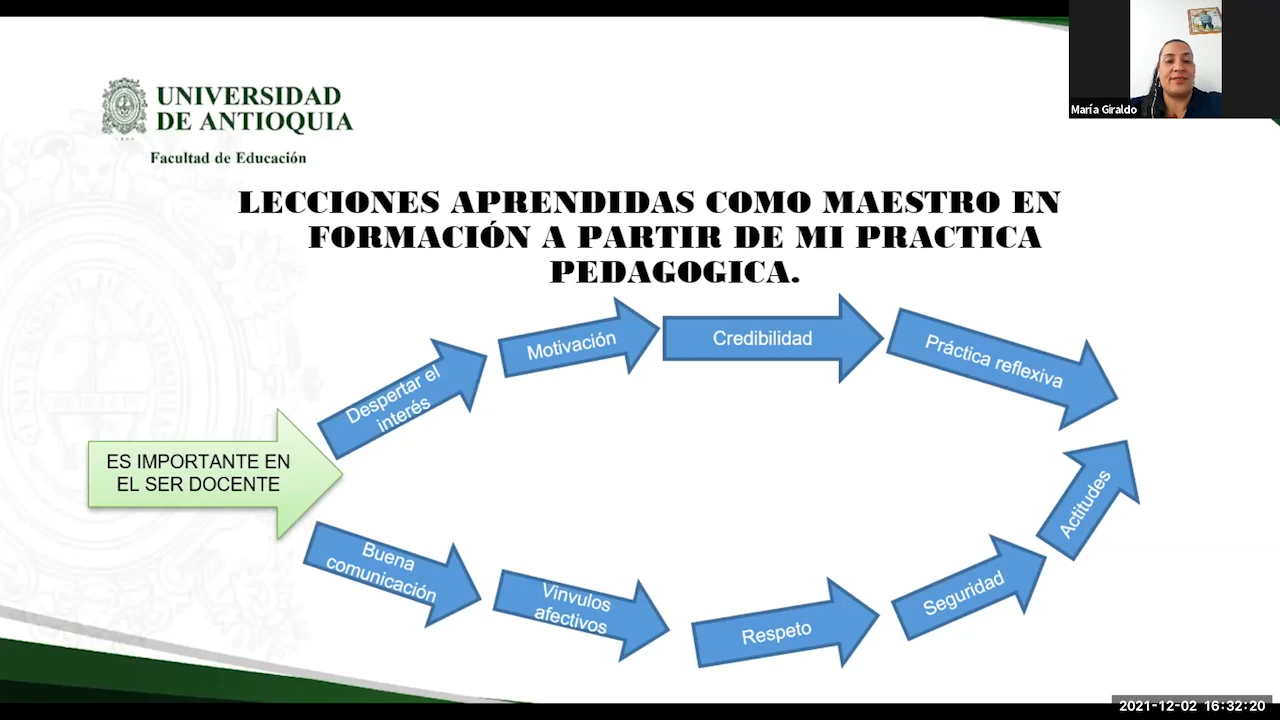 María Giraldo
UNIVERSIDAD
DE ANTIOQUIA
Facultad de Educación
LECCIONES APRENDIDAS COMO MAESTRO EN
FORMACIÓN A PARTIR DE MI PRACTICA
PEDAGOGICA.
ES IMPORTANTE EN
EL SER DOCENTE
Despertar el
interés
Motivación
Credibilidad
Práctica reflexiva
Buena
comunicación
Vinvulos
afectivos
Respeto
Seguridad
Actitudes
2021-12-02 16:32:20